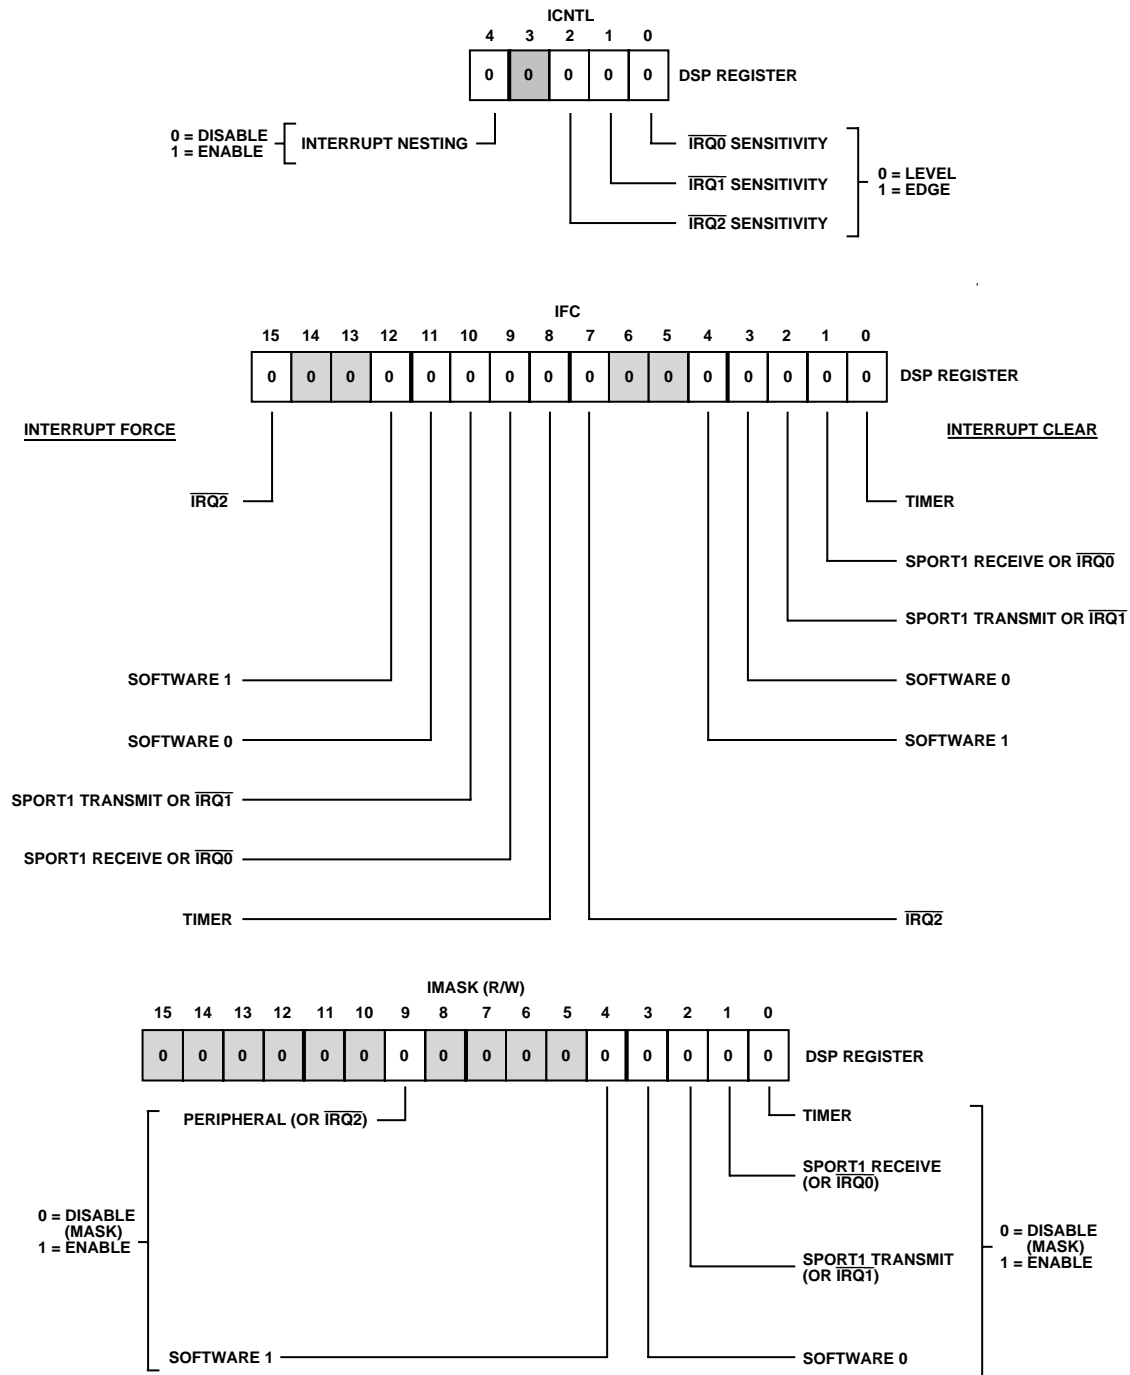 ICNTL
4 3 2 1 0
0 0 0 0 0 DSP REGISTER
0 = DISABLE
1 = ENABLE
INTERRUPT NESTING
IRQ0 SENSITIVITY
IRQ1 SENSITIVITY
IRQ2 SENSITIVITY
0 = LEVEL
1 = EDGE
IFC
15 14 13 12 11 10 9 8 7 6 5 4 3 2 1 0
0 0 0 0 0 0 0 0 0 0 0 0 0 0 0 0 DSP REGISTER
INTERRUPT FORCE
INTERRUPT CLEAR
IRQ2
TIMER
SPORT1 RECEIVE OR IRQ0
SPORT1 TRANSMIT OR IRQ1
SOFTWARE 1
SOFTWARE 0
SOFTWARE 0
SOFTWARE 1
SPORT1 TRANSMIT OR IRQ1
SPORT1 RECEIVE OR IRQ0
TIMER
IRQ2
IMASK (R/W)
15 14 13 12 11 10 9 8 7 6 5 4 3 2 1 0
0 0 0 0 0 0 0 0 0 0 0 0 0 0 0 0 DSP REGISTER
PERIPHERAL (OR IRQ2)
TIMER
SPORT1 RECEIVE
(OR IRQ0)
0 = DISABLE
(MASK)
1 = ENABLE
SPORT1 TRANSMIT
(OR IRQ1)
0 = DISABLE
(MASK)
1 = ENABLE
SOFTWARE 1
SOFTWARE 0